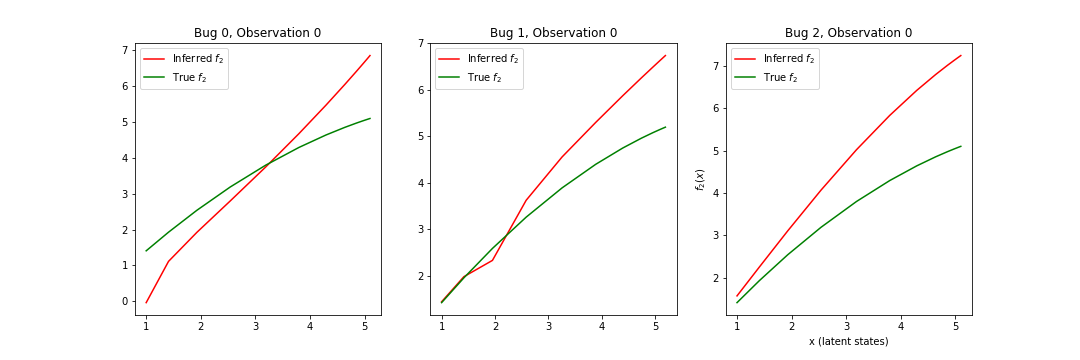 Bug 0, Observation 0
Inferred f₂
True f₂
7
6
5
4
3
2
1
0
1 2 3 4 5
Bug 1, Observation 0
Inferred f₂
True f₂
7
6
5
4
3
2
1 2 3 4 5
Bug 2, Observation 0
Inferred f₂
True f₂
f₂(x)
7
6
5
4
3
2
1 2 3 4 5
x (latent states)